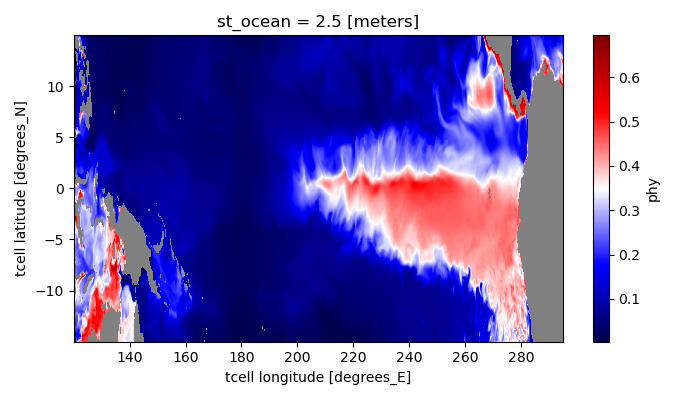 st_ocean = 2.5 [meters]
10
5
0
−5
−10
tcell latitude [degrees_N]
140 160 180 200 220 240 260 280
tcell longitude [degrees_E]
0.6
0.5
0.4
0.3
0.2
0.1
phy